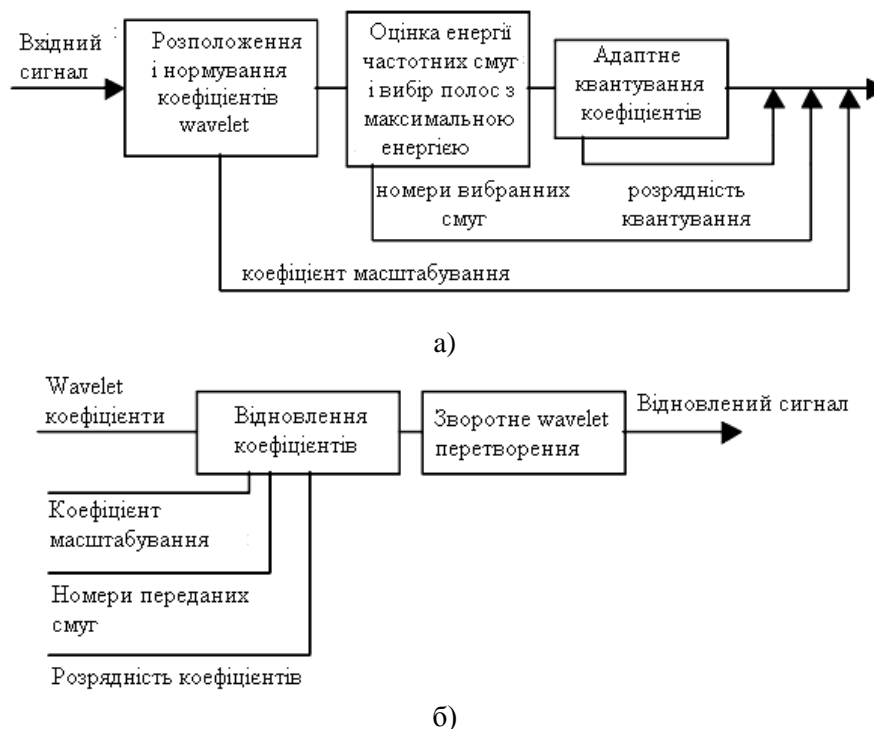 Вхідний
сигнал
Розположення
і нормування
коефіцієнтів
wavelet
Оцінка енергії
частотних смуг
і вибір полос з
максимальною
енергією
Адаптне
квантування
коефіцієнтів
номери вибранних
смуг
розрядність
квантування
коефіцієнт масштабування
а)
Wavelet
коефіцієнти
Відновлення
коефіцієнтів
Зворотне wavelet
перетворення
Відновлений сигнал
Коефіцієнт
масштабування
Номери переданих
смуг
Розрядність коефіцієнтів
б)